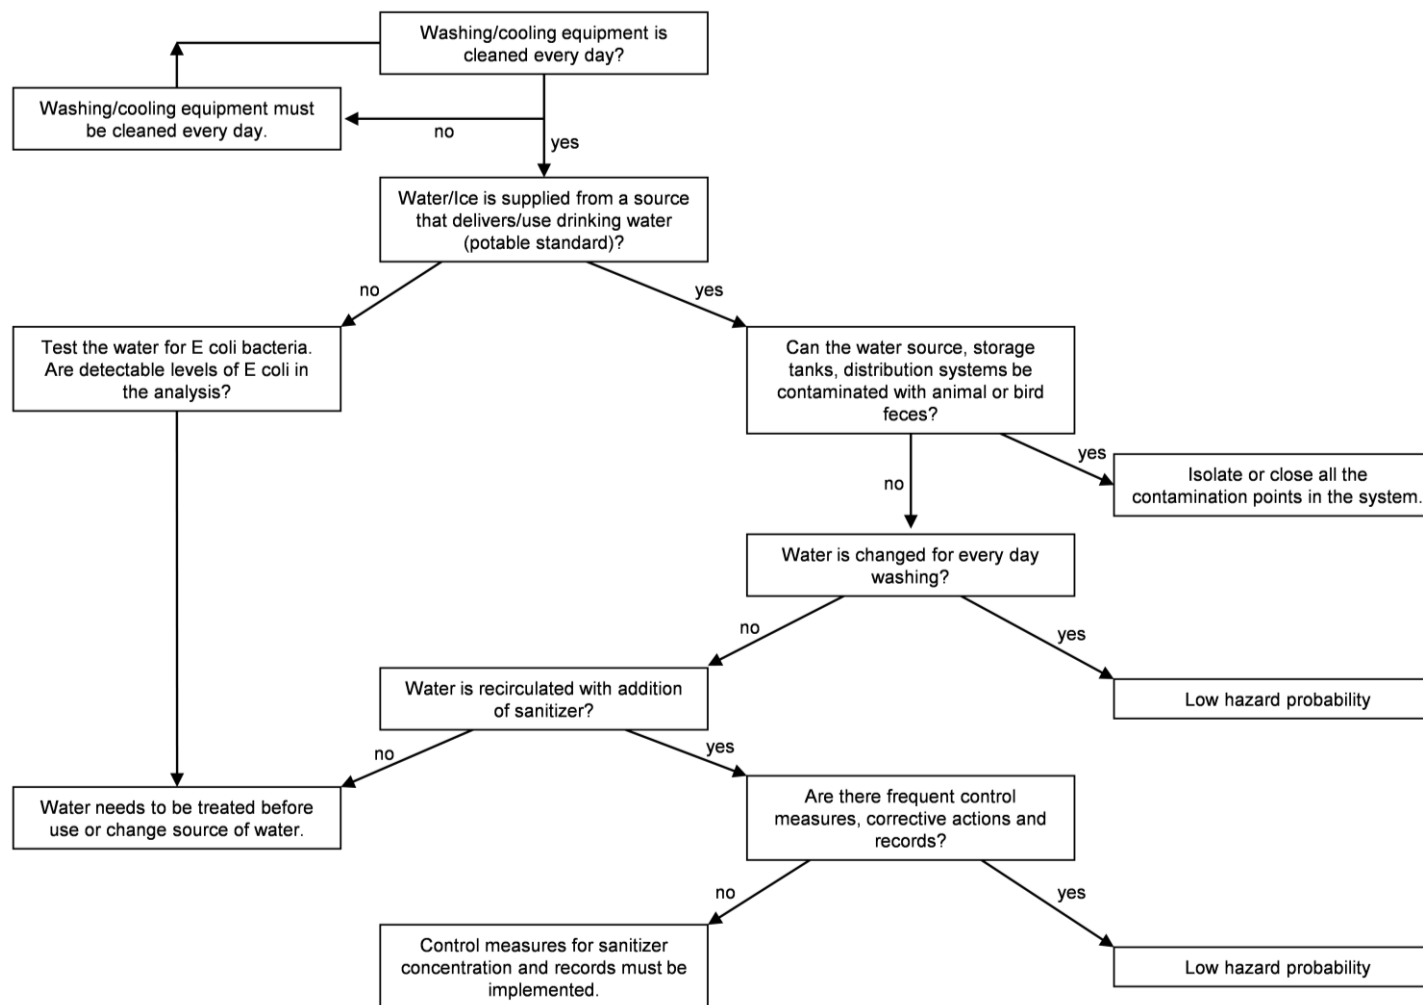 Washing/cooling equipment is
cleaned every day?
Washing/cooling equipment must
be cleaned every day.
no
yes
Water/Ice is supplied from a source
that delivers/use drinking water
(potable standard)?
no
yes
Test the water for E coli bacteria.
Are detectable levels of E coli in
the analysis?
Can the water source, storage
tanks, distribution systems be
contaminated with animal or bird
feces?
yes
Isolate or close all the
contamination points in the system.
no
Water is changed for every day
washing?
no
yes
Water is recirculated with addition
of sanitizer?
Low hazard probability
no
yes
Water needs to be treated before
use or change source of water.
Are there frequent control
measures, corrective actions and
records?
no
yes
Control measures for sanitizer
concentration and records must be
implemented.
Low hazard probability